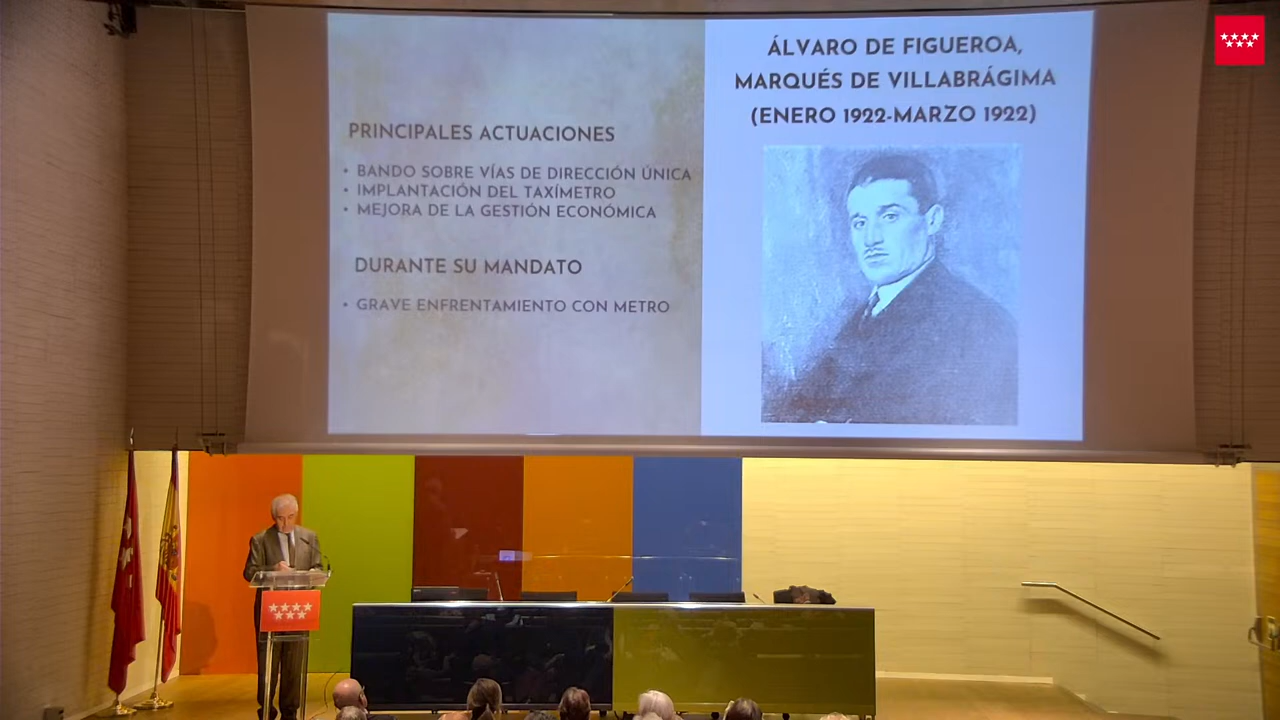 PRINCIPALES ACTUACIONES
• BANDO SOBRE VÍAS DE DIRECCIÓN ÚNICA
• IMPLANTACIÓN DEL TAXÍMETRO
• MEJORA DE LA GESTIÓN ECONÓMICA
DURANTE SU MANDATO
• GRAVE ENFRENTAMIENTO CON METRO
ÁLVARO DE FIGUEROA,
MARQUÉS DE VILLABRÁGIMA
(ENERO 1922-MARZO 1922)